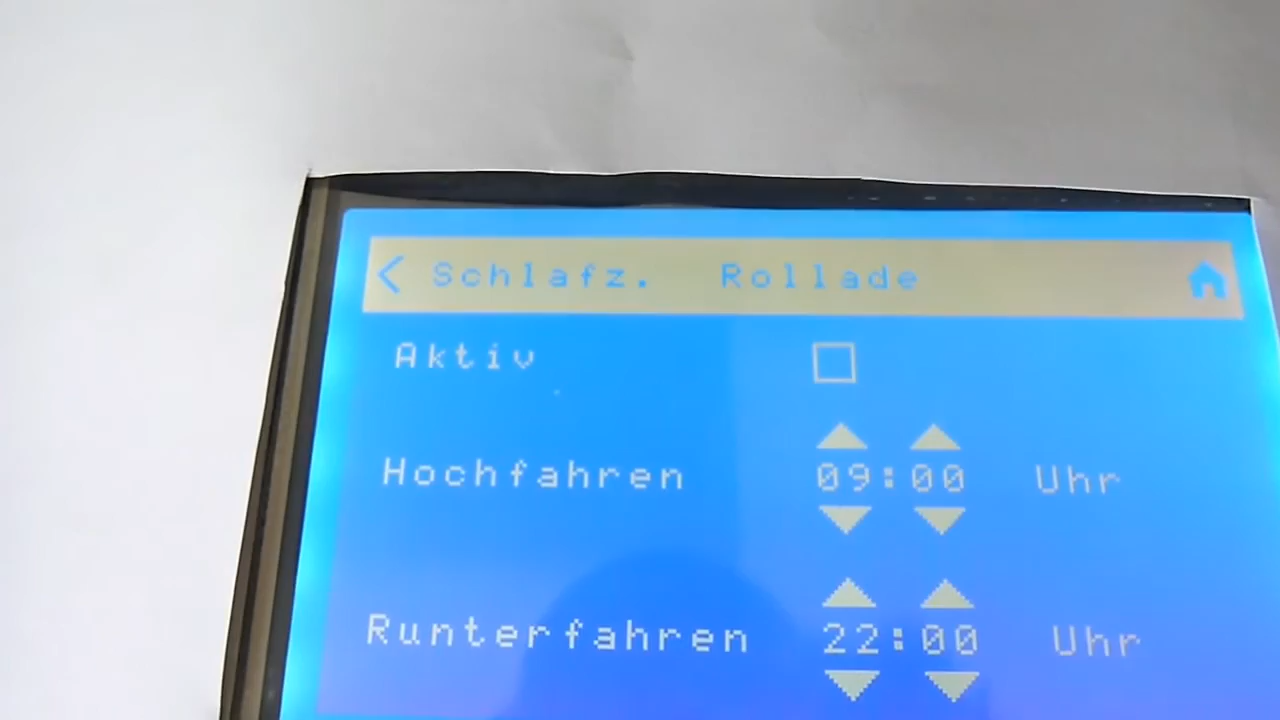 Schlafz. Rollade
Aktiv
Hochfahren 09:00 Uhr
Runterfahren 22:00 Uhr